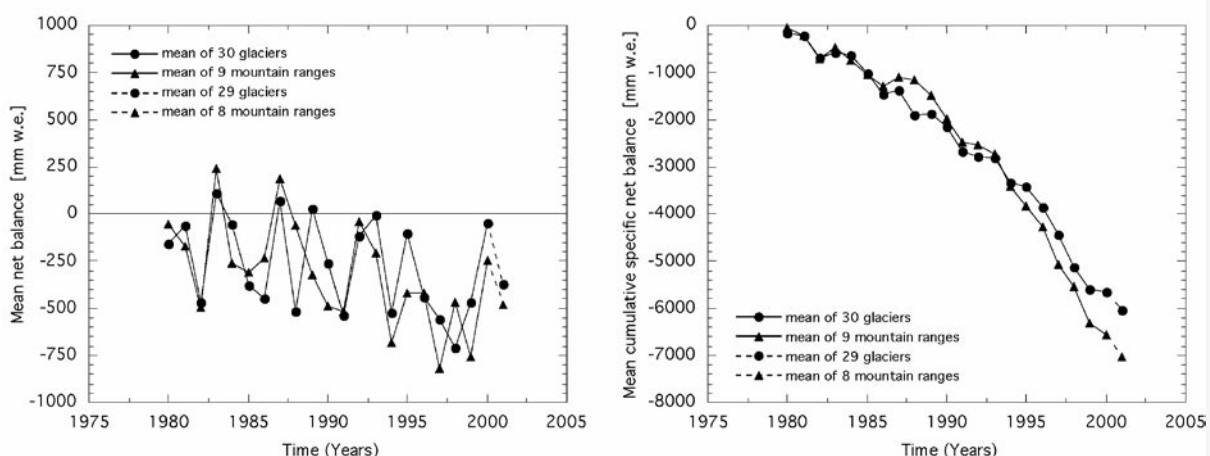 1000
750
500
250
0
-250
-500
-750
-1000
Mean net balance [mm w.e.]
mean of 30 glaciers
mean of 9 mountain ranges
mean of 29 glaciers
mean of 8 mountain ranges
1975 1980 1985 1990 1995 2000 2005
Time (Years)
0
-1000
-2000
-3000
-4000
-5000
-6000
-7000
-8000
Mean cumulative specific net balance [mm w.e.]
mean of 30 glaciers
mean of 9 mountain ranges
mean of 29 glaciers
mean of 8 mountain ranges
1975 1980 1985 1990 1995 2000 2005
Time (Years)